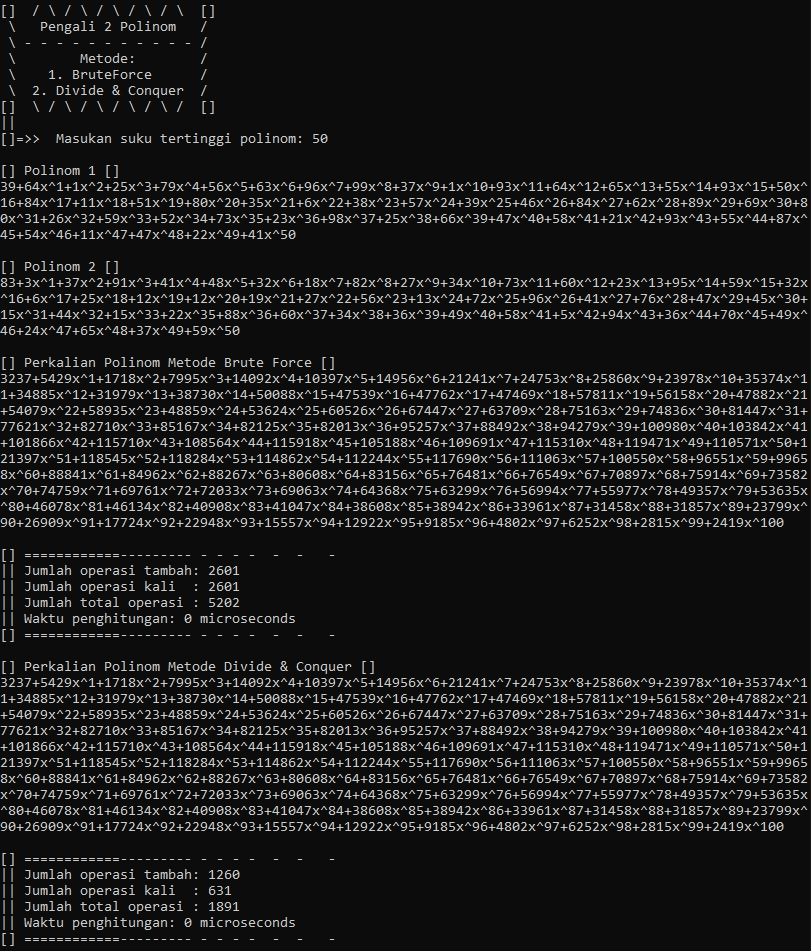 []  / \ / \ / \ / \ / \  []
 \   Pengali 2 Polinom   /
 \ - - - - - - - - - - - /
 \        Metode:        /
 \    1. BruteForce      /
 \  2. Divide & Conquer  /
[]  \ / \ / \ / \ / \ /  []
||
[]=>>  Masukan suku tertinggi polinom: 50

[] Polinom 1 []
39+64x^1+1x^2+25x^3+79x^4+56x^5+63x^6+96x^7+99x^8+37x^9+1x^10+93x^11+64x^12+65x^13+55x^14+93x^15+50x^
16+84x^17+11x^18+51x^19+80x^20+35x^21+6x^22+38x^23+57x^24+39x^25+46x^26+84x^27+62x^28+89x^29+69x^30+8
0x^31+26x^32+59x^33+52x^34+73x^35+23x^36+98x^37+25x^38+66x^39+47x^40+58x^41+21x^42+93x^43+55x^44+87x^
45+54x^46+11x^47+47x^48+22x^49+41x^50

[] Polinom 2 []
83+3x^1+37x^2+91x^3+41x^4+48x^5+32x^6+18x^7+82x^8+27x^9+34x^10+73x^11+60x^12+23x^13+95x^14+59x^15+32x
^16+6x^17+25x^18+12x^19+12x^20+19x^21+27x^22+56x^23+13x^24+72x^25+96x^26+41x^27+76x^28+47x^29+45x^30+
15x^31+44x^32+15x^33+22x^35+88x^36+60x^37+34x^38+36x^39+49x^40+58x^41+5x^42+94x^43+36x^44+70x^45+49x^
46+24x^47+65x^48+37x^49+59x^50

[] Perkalian Polinom Metode Brute Force []
3237+5429x^1+1718x^2+7995x^3+14092x^4+10397x^5+14956x^6+21241x^7+24753x^8+25860x^9+23978x^10+35374x^1
1+34885x^12+31979x^13+38730x^14+50088x^15+47539x^16+47762x^17+47469x^18+57811x^19+56158x^20+47882x^21
+54079x^22+58935x^23+48859x^24+53624x^25+60526x^26+67447x^27+63709x^28+75163x^29+74836x^30+81447x^31+
77621x^32+82710x^33+85167x^34+82125x^35+82013x^36+95257x^37+88492x^38+94279x^39+100980x^40+103842x^41
+101866x^42+115710x^43+108564x^44+115918x^45+105188x^46+109691x^47+115310x^48+119471x^49+110571x^50+1
21397x^51+118545x^52+118284x^53+114862x^54+112244x^55+117690x^56+111063x^57+100550x^58+96551x^59+9965
8x^60+88841x^61+84962x^62+88267x^63+80608x^64+83156x^65+76481x^66+76549x^67+70897x^68+75914x^69+73582
x^70+74759x^71+69761x^72+72033x^73+69063x^74+64368x^75+63299x^76+56994x^77+55977x^78+49357x^79+53635x
^80+46078x^81+46134x^82+40908x^83+41047x^84+38608x^85+38942x^86+33961x^87+31458x^88+31857x^89+23799x^
90+26909x^91+17724x^92+22948x^93+15557x^94+12922x^95+9185x^96+4802x^97+6252x^98+2815x^99+2419x^100

[] ============--------- - - - -  -  -   -
|| Jumlah operasi tambah: 2601
|| Jumlah operasi kali  : 2601
|| Jumlah total operasi : 5202
|| Waktu penghitungan: 0 microseconds
[] ============--------- - - - -  -  -   -

[] Perkalian Polinom Metode Divide & Conquer []
3237+5429x^1+1718x^2+7995x^3+14092x^4+10397x^5+14956x^6+21241x^7+24753x^8+25860x^9+23978x^10+35374x^1
1+34885x^12+31979x^13+38730x^14+50088x^15+47539x^16+47762x^17+47469x^18+57811x^19+56158x^20+47882x^21
+54079x^22+58935x^23+48859x^24+53624x^25+60526x^26+67447x^27+63709x^28+75163x^29+74836x^30+81447x^31+
77621x^32+82710x^33+85167x^34+82125x^35+82013x^36+95257x^37+88492x^38+94279x^39+100980x^40+103842x^41
+101866x^42+115710x^43+108564x^44+115918x^45+105188x^46+109691x^47+115310x^48+119471x^49+110571x^50+1
21397x^51+118545x^52+118284x^53+114862x^54+112244x^55+117690x^56+111063x^57+100550x^58+96551x^59+9965
8x^60+88841x^61+84962x^62+88267x^63+80608x^64+83156x^65+76481x^66+76549x^67+70897x^68+75914x^69+73582
x^70+74759x^71+69761x^72+72033x^73+69063x^74+64368x^75+63299x^76+56994x^77+55977x^78+49357x^79+53635x
^80+46078x^81+46134x^82+40908x^83+41047x^84+38608x^85+38942x^86+33961x^87+31458x^88+31857x^89+23799x^
90+26909x^91+17724x^92+22948x^93+15557x^94+12922x^95+9185x^96+4802x^97+6252x^98+2815x^99+2419x^100

[] ============--------- - - - -  -  -   -
|| Jumlah operasi tambah: 1260
|| Jumlah operasi kali  : 631
|| Jumlah total operasi : 1891
|| Waktu penghitungan: 0 microseconds
[] ============--------- - - - -  -  -   -